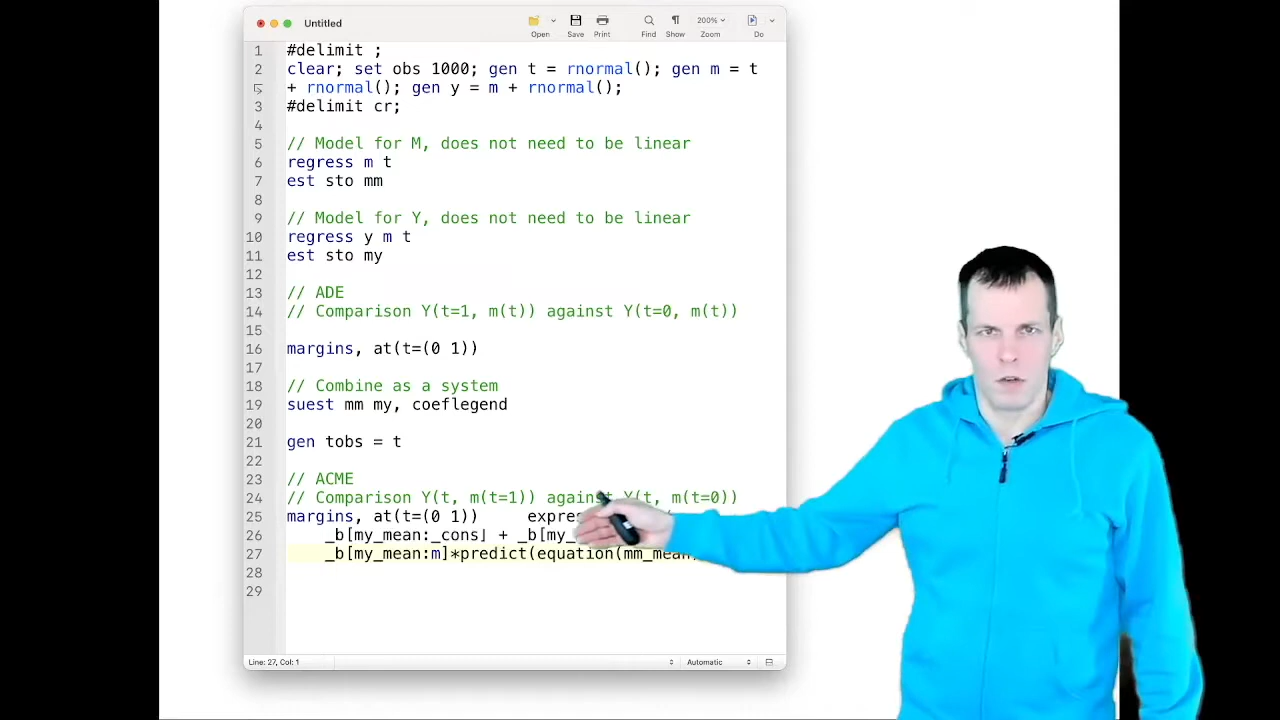 Untitled
Open Save Print Find Show 200% Zoom Do
1 #delimit ;
2 clear; set obs 1000; gen t = rnormal(); gen m = t
+ rnormal(); gen y = m + rnormal();
3 #delimit cr;
4
5 // Model for M, does not need to be linear
6 regress m t
7 est sto mm
8
9 // Model for Y, does not need to be linear
10 regress y m t
11 est sto my
12
13 // ADE
14 // Comparison Y(t=1, m(t)) against Y(t=0, m(t))
15
16 margins, at(t=(0 1))
17
18 // Combine as a system
19 suest mm my, coeflegend
20
21 gen tobs = t
22
23 // ACME
24 // Comparison Y(t, m(t=1)) against Y(t, m(t=0))
25 margins, at(t=(0 1))
26 _b[my_mean:_cons] +
27 _b[my_mean:m]*predict(equation(mm_mean)
28
29
Line: 27, Col: 1 Automatic